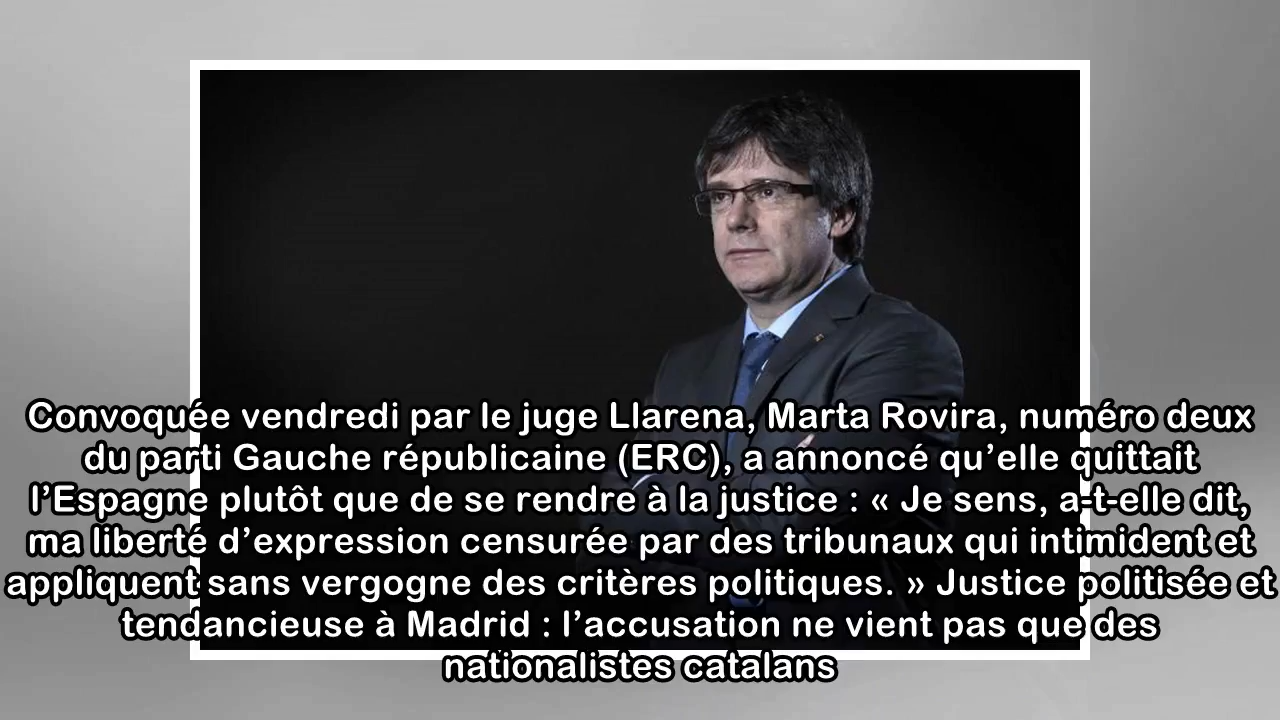 Convoquée vendredi par le juge Llarena, Marta Rovira, numéro deux
du parti Gauche républicaine (ERC), a annoncé qu’elle quittait
l’Espagne plutôt que de se rendre à la justice : « Je sens, a-t-elle dit,
ma liberté d’expression censurée par des tribunaux qui intimident et
appliquent sans vergogne des critères politiques. » Justice politisée et
tendancieuse à Madrid : l’accusation ne vient pas que des
nationalistes catalans